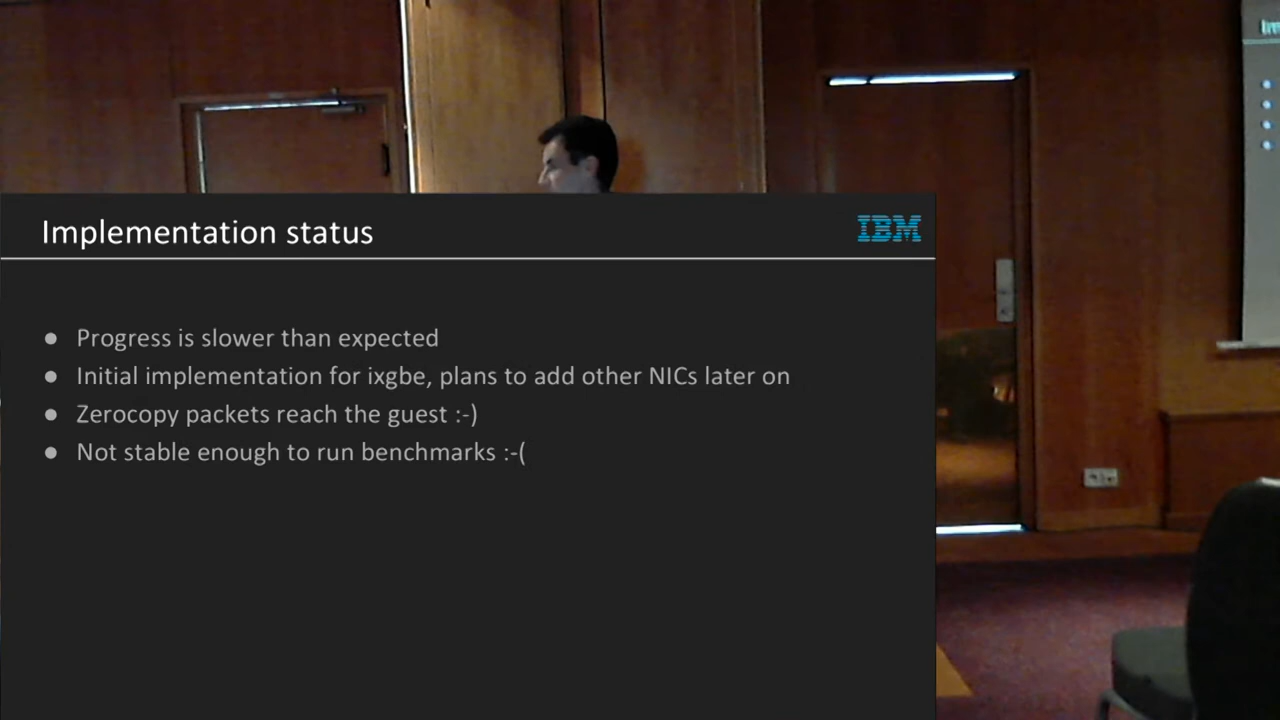 Implementation status
IBM
● Progress is slower than expected
● Initial implementation for ixgbe, plans to add other NICs later on
● Zerocopy packets reach the guest :-)
● Not stable enough to run benchmarks :-(